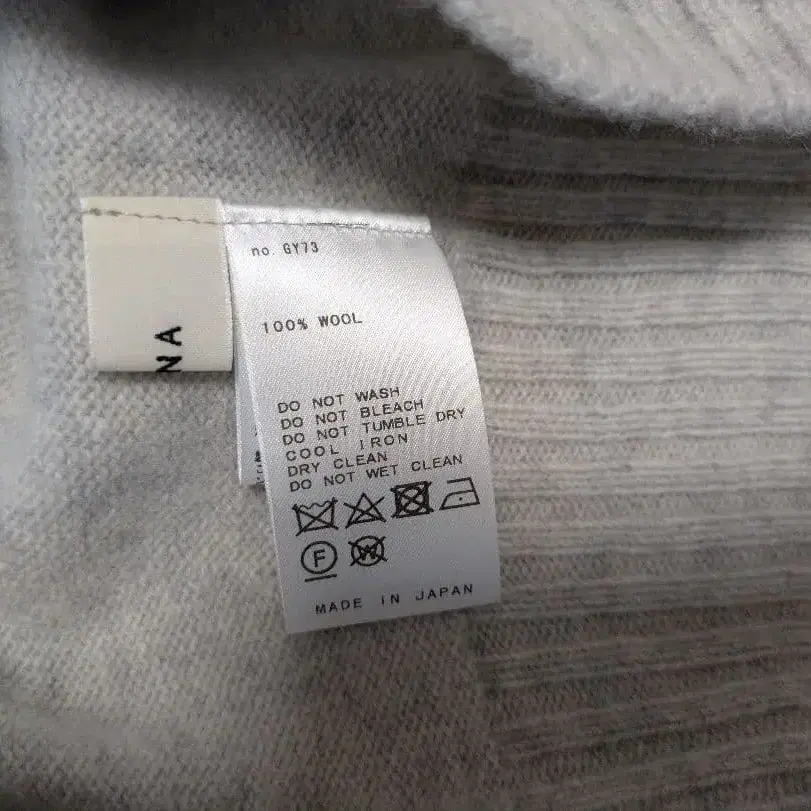 no. GY73
100% WOOL
DO NOT WASH
DO NOT BLEACH
DO NOT TUMBLE DRY
COOL IRON
DRY CLEAN
DO NOT WET CLEAN
F W
MADE IN JAPAN
NA